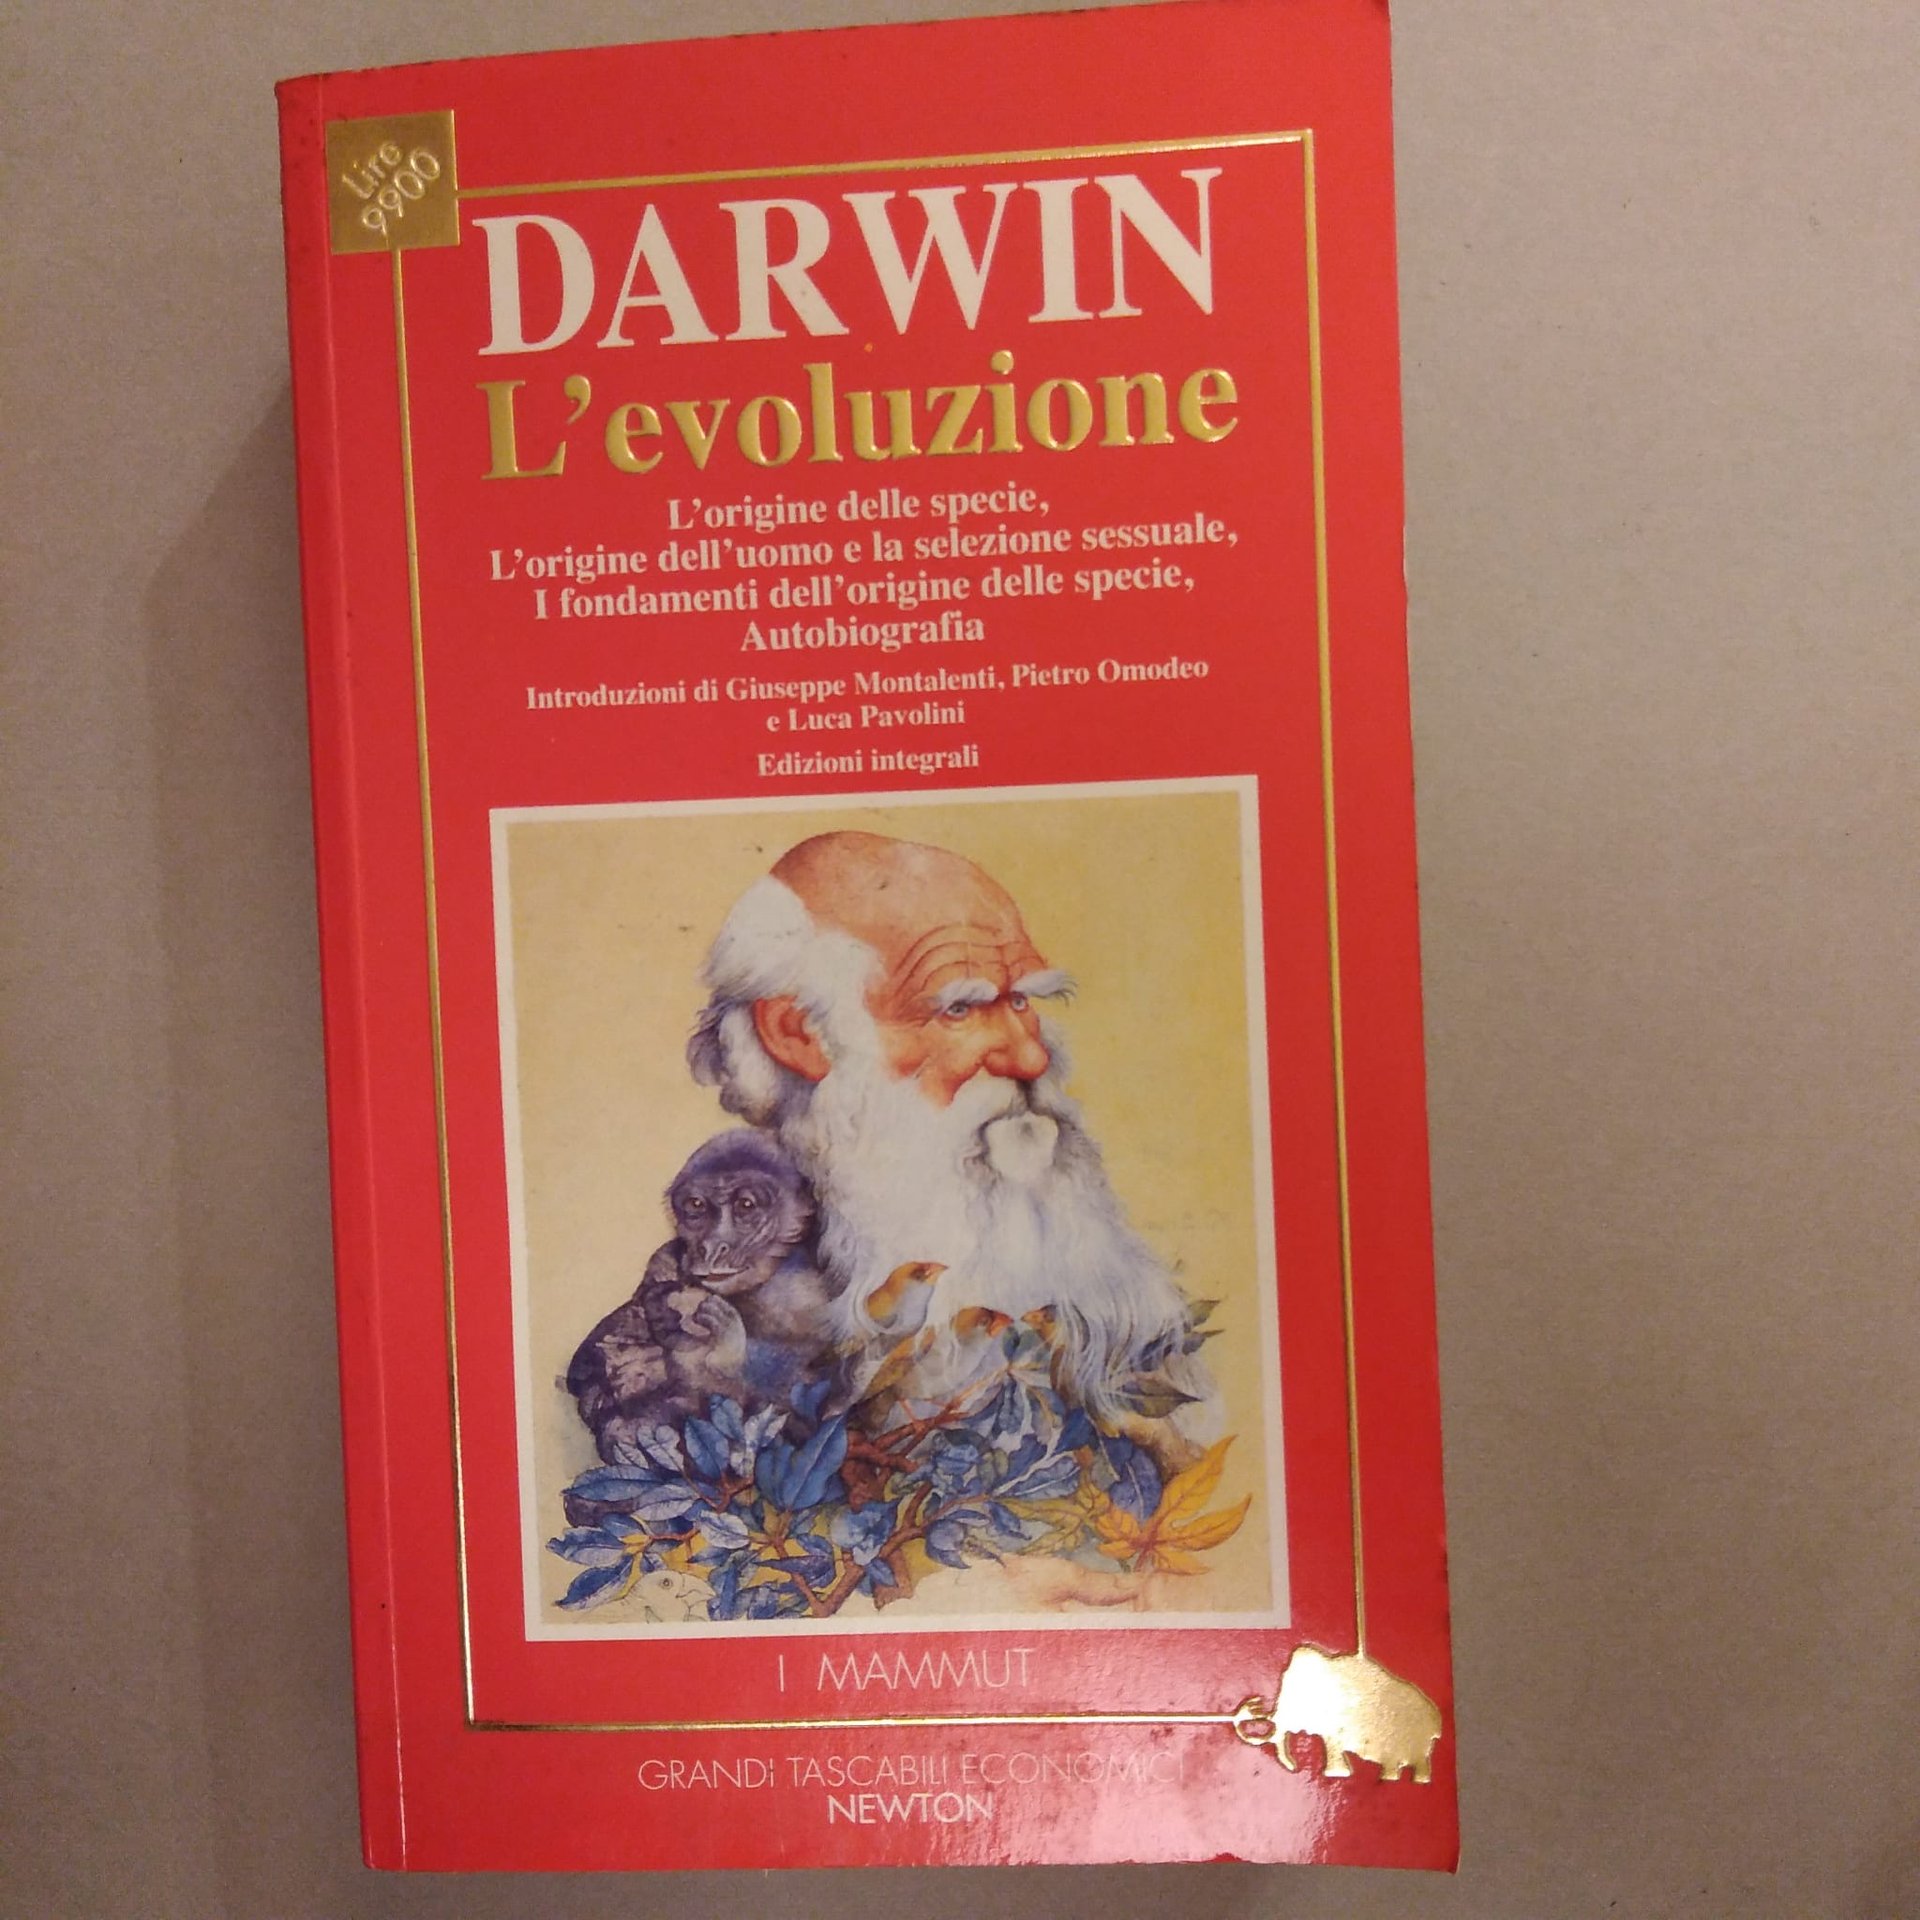 Lire
9900
DARWIN
L'evoluzione
L'origine delle specie,
L'origine dell'uomo e la selezione sessuale,
I fondamenti dell'origine delle specie,
Autobiografia
Introduzioni di Giuseppe Montalenti, Pietro Omodeo
e Luca Pavolini
Edizioni integrali
I MAMMUT
GRANDI TASCABILI ECONOMICI
NEWTON